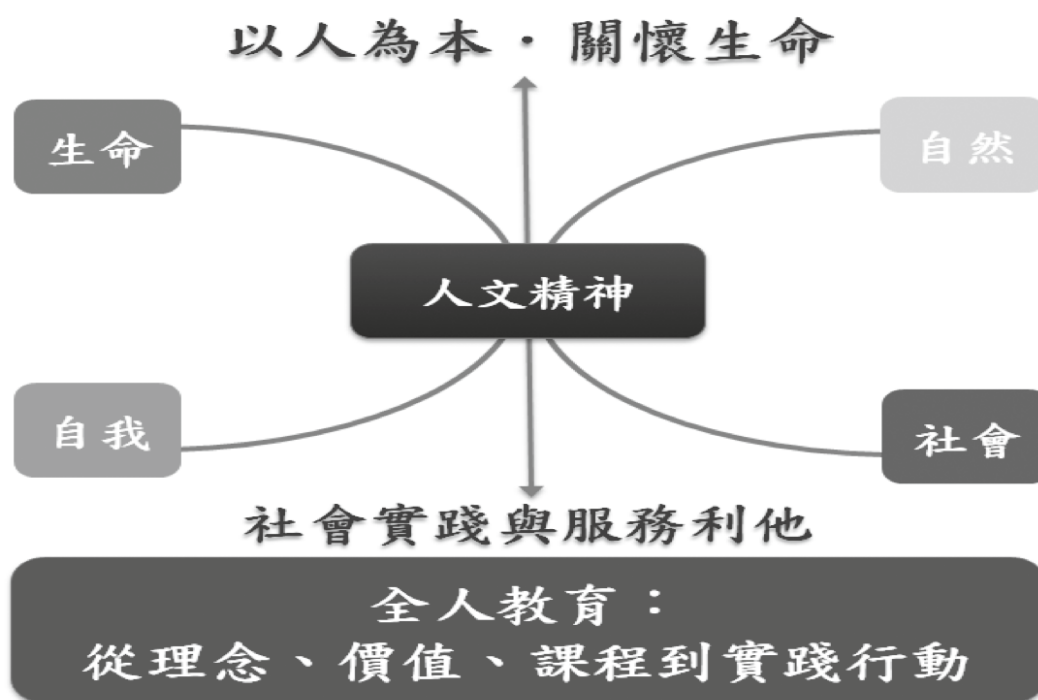 以人為本·關懷生命
生命
自然
人文精神
自我
社會
社會實踐與服務利他
全人教育：
從理念、價值、課程到實踐行動